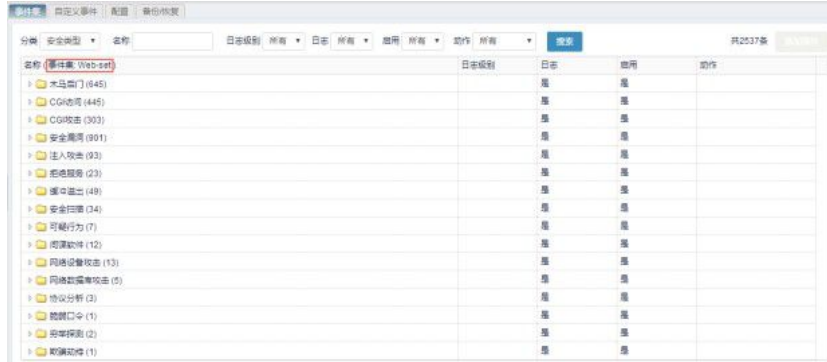 事件集 自定义事件 配置 备份/恢复
分类 安全类型 名称 日志级别 所有 日志 所有 启用 所有 动作 所有 搜索 共2537条
名称 (事件集: Web-set) 日志级别 日志 启用 动作
木马后门 (645) 是 是
CGI访问 (445) 是 是
CGI攻击 (303) 是 是
安全漏洞 (901) 是 是
注入攻击 (93) 是 是
拒绝服务 (23) 是 是
缓冲溢出 (49) 是 是
安全扫描 (34) 是 是
可疑行为 (7) 是 是
间谍软件 (12) 是 是
网络设备攻击 (13) 是 是
网络数据库攻击 (5) 是 是
协议分析 (3) 是 是
脆弱口令 (1) 是 是
穷举探测 (2) 是 是
欺骗劫持 (1) 是 是